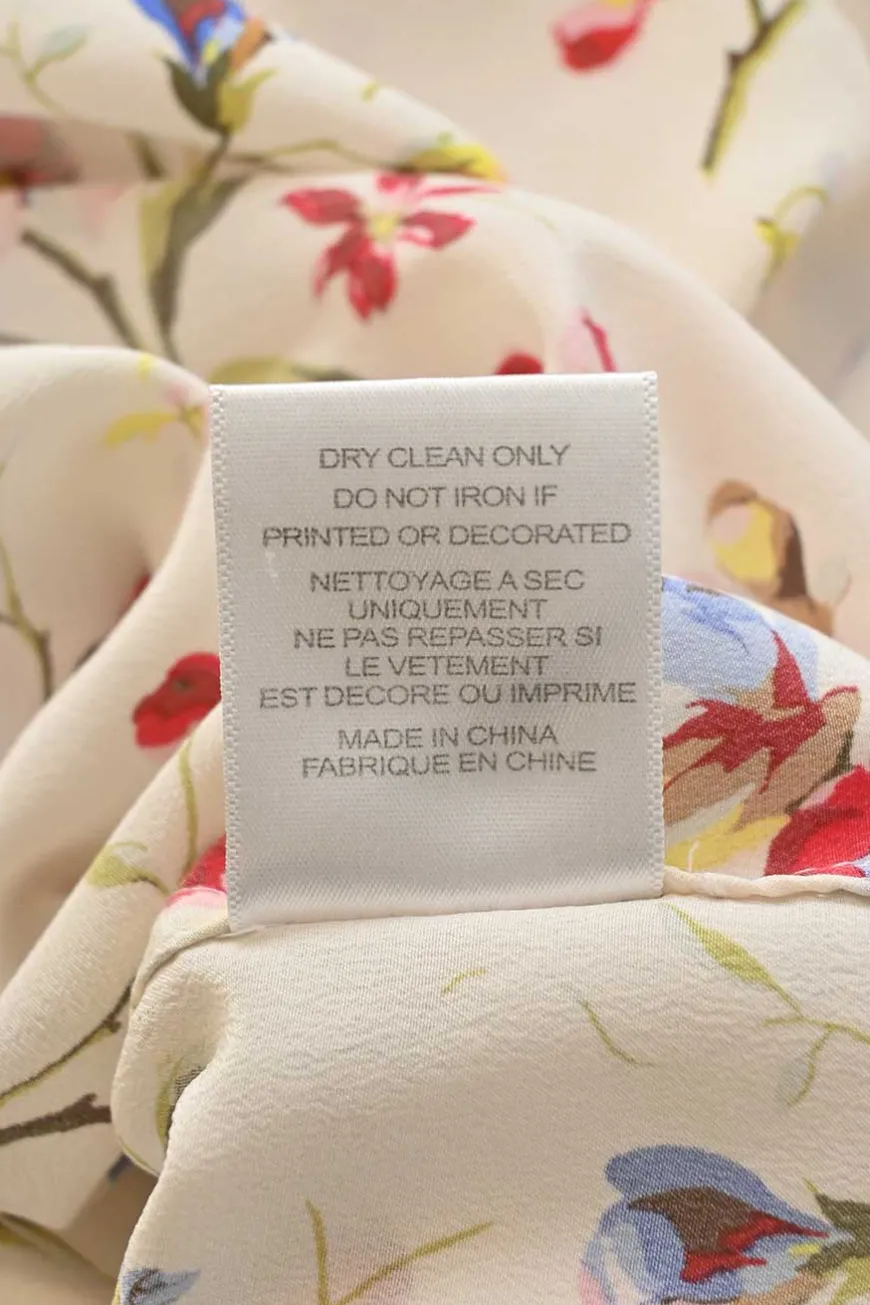 DRY CLEAN ONLY
DO NOT IRON IF
PRINTED OR DECORATED
NETTOYAGE A SEC
UNIQUEMENT
NE PAS REPASSER SI
LE VETEMENT
EST DECORE OU IMPRIME
MADE IN CHINA
FABRIQUE EN CHINE